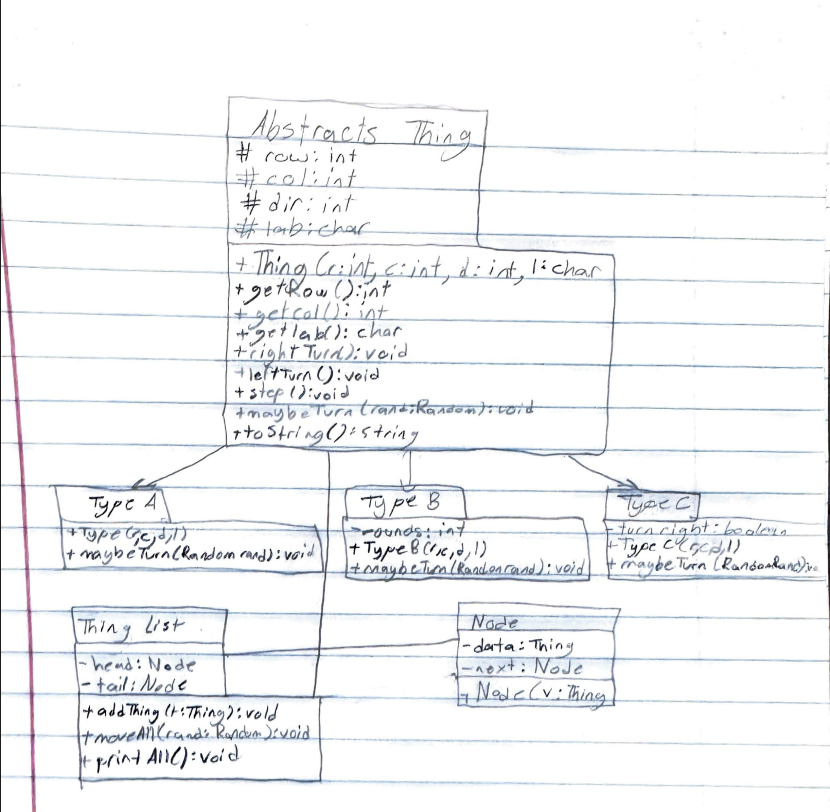 Abstracts Thing
# row: int
# col: int
# dir: int
# lab: char
+ Thing (r: int, c: int, d: int, l: char
+ getRow (): int
+ getcol(): int
+ getlab(): char
+ right Turn(): void
+ leftTurn (): void
+ step (): void
+ maybeTurn (rand: Random): void
+ toString(): string
Type A
+ Type(r,c,d,l)
+ maybeTurn(Random rand): void
Type B
- rounds: int
+ TypeB(r,c,d,l)
+ maybeTurn(Random rand): void
Type C
- turn right: boolean
+ Type C (r,c,d,l)
+ maybeTurn (Random Rand): vo
Thing List
- head: Node
- tail: Node
+ addThing (t: Thing): void
+ moveAll(rand: Random): void
+ print All(): void
Node
- data: Thing
- next: Node
+ Node(v: Thing